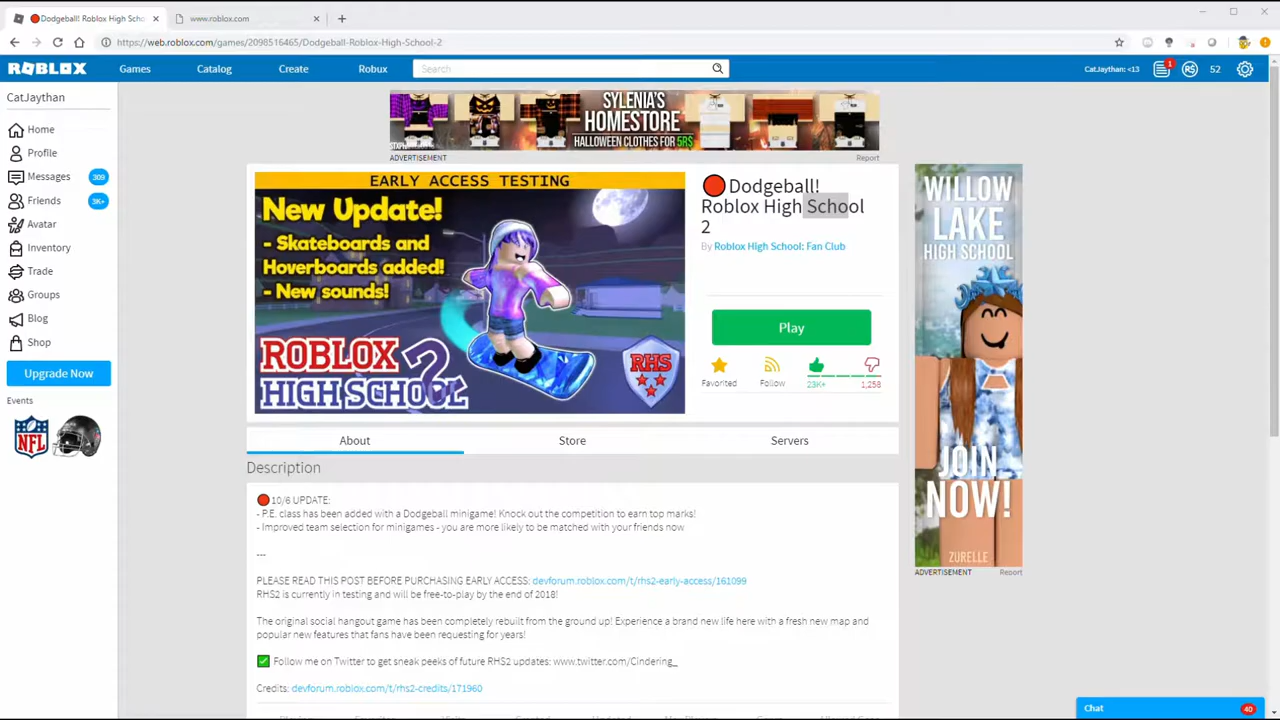 Dodgeball! Roblox High Scho
www.roblox.com
https://web.roblox.com/games/2098516465/Dodgeball-Roblox-High-School-2
ROBLOX
Games
Catalog
Create
Robux
Search
CatJaythan: <13
1
R$
52
CatJaythan
Home
Profile
Messages
309
Friends
3K+
Avatar
Inventory
Trade
Groups
Blog
Shop
Upgrade Now
Events
NFL
SYLENIA'S
HOMESTORE
HALLOWEEN CLOTHES FOR 5R$
ADVERTISEMENT
Report
EARLY ACCESS TESTING
New Update!
- Skateboards and
Hoverboards added!
- New sounds!
ROBLOX
HIGH SCHOOL 2
RHS
Dodgeball!
Roblox High School
2
By Roblox High School: Fan Club
Play
Favorited
Follow
23K+
1,258
WILLOW
LAKE
HIGH SCHOOL
JOIN
NOW!
ZURELLE
ADVERTISEMENT
Report
About
Store
Servers
Description
10/6 UPDATE:
- P.E. class has been added with a Dodgeball minigame! Knock out the competition to earn top marks!
- Improved team selection for minigames - you are more likely to be matched with your friends now
---
PLEASE READ THIS POST BEFORE PURCHASING EARLY ACCESS: devforum.roblox.com/t/rhs2-early-access/161099
RHS2 is currently in testing and will be free-to-play by the end of 2018!
The original social hangout game has been completely rebuilt from the ground up! Experience a brand new life here with a fresh new map and
popular new features that fans have been requesting for years!
Follow me on Twitter to get sneak peeks of future RHS2 updates: www.twitter.com/Cindering_
Credits: devforum.roblox.com/t/rhs2-credits/171960
Chat
40